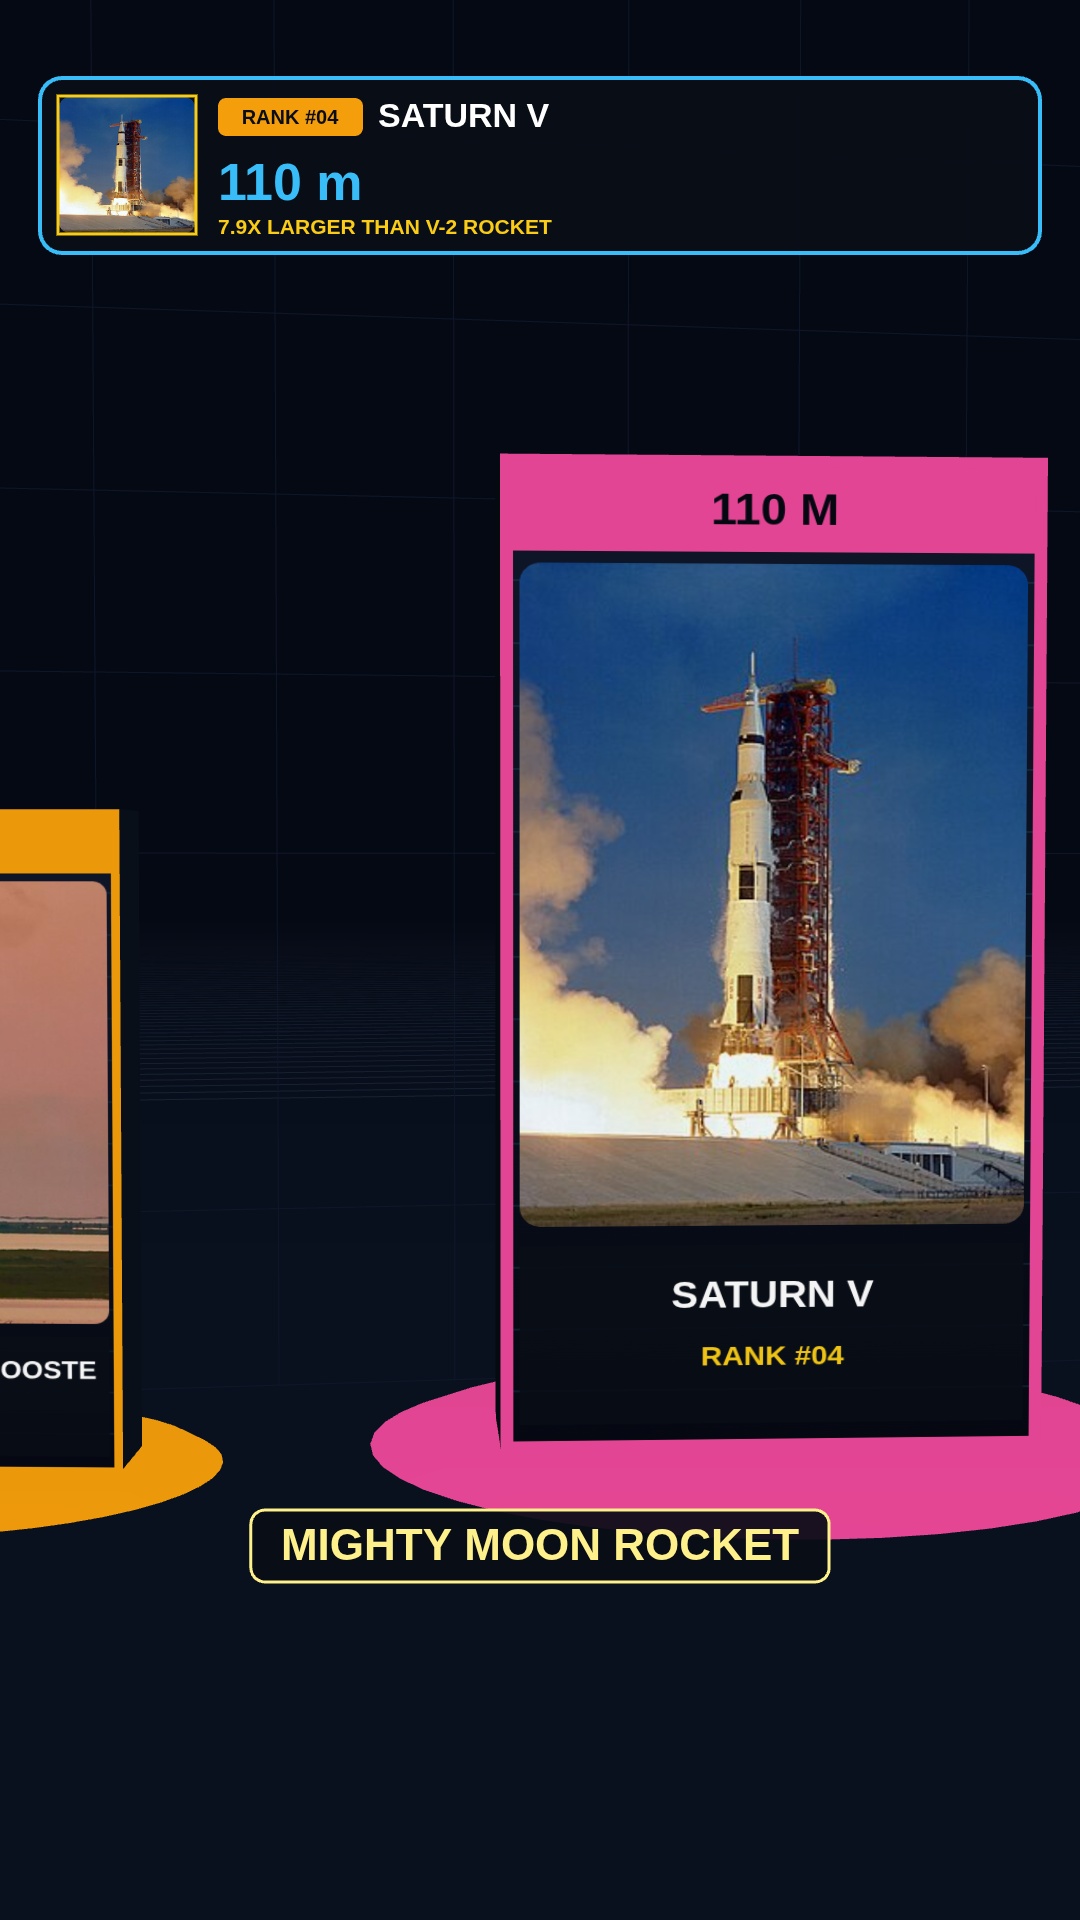 RANK #04
SATURN V
110 m
7.9X LARGER THAN V-2 ROCKET
110 M
SATURN V
RANK #04
OOSTE
MIGHTY MOON ROCKET